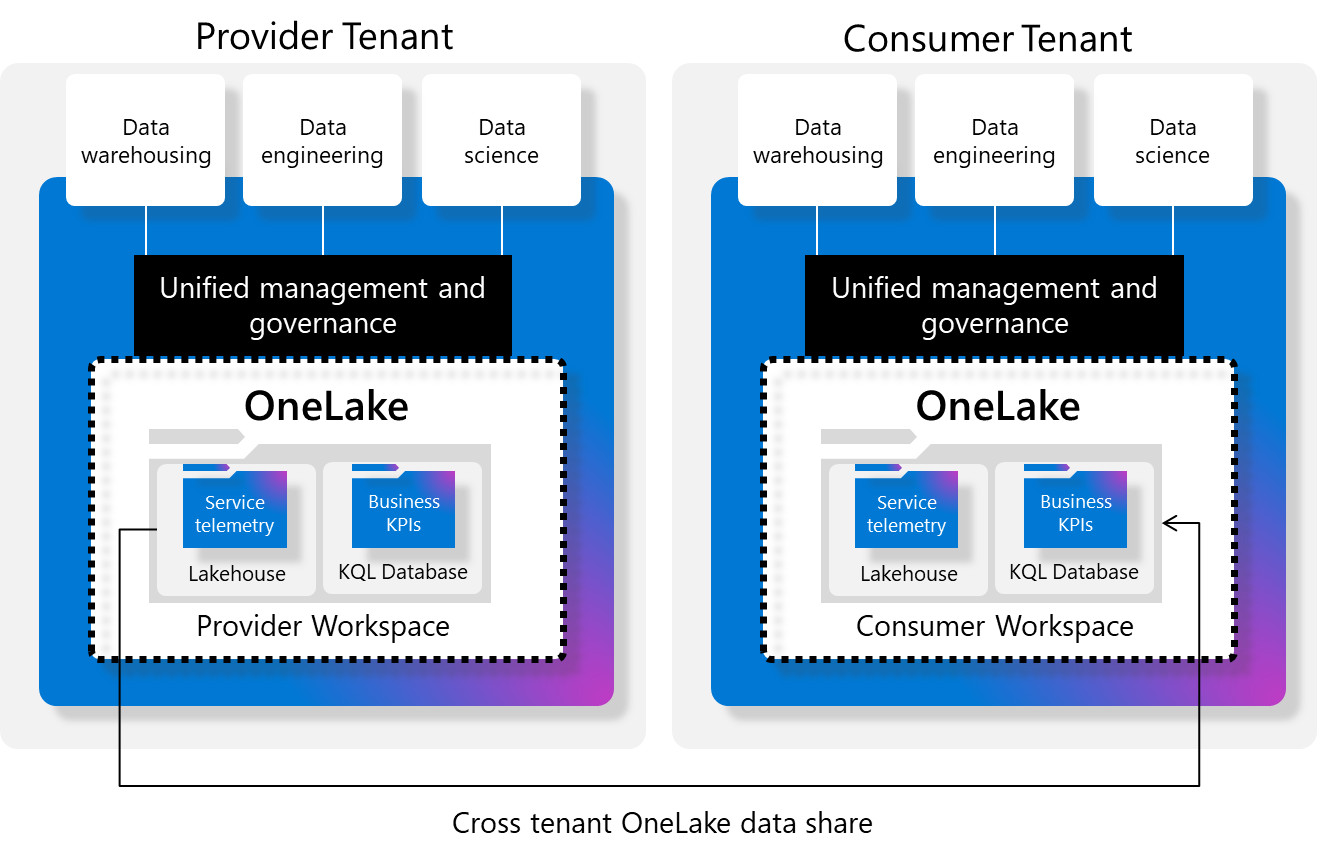 Provider Tenant
Data
warehousing
Data
engineering
Data
science
Unified management and
governance
OneLake
Service
telemetry
Lakehouse
Business
KPIs
KQL Database
Provider Workspace
Consumer Tenant
Data
warehousing
Data
engineering
Data
science
Unified management and
governance
OneLake
Service
telemetry
Lakehouse
Business
KPIs
KQL Database
Consumer Workspace
Cross tenant OneLake data share